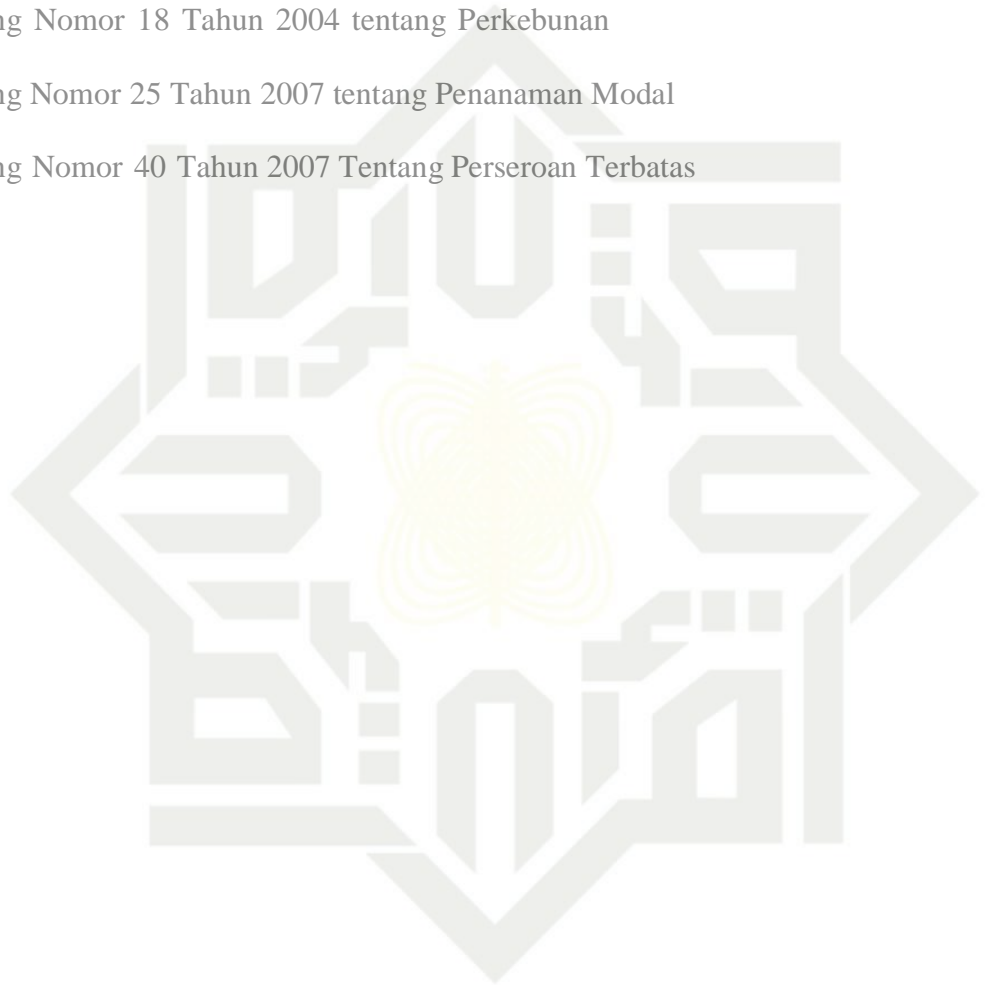 ng Nomor 18 Tahun 2004 tentang Perkebunan
ng Nomor 25 Tahun 2007 tentang Penanaman Modal
ng Nomor 40 Tahun 2007 Tentang Perseroan Terbatas